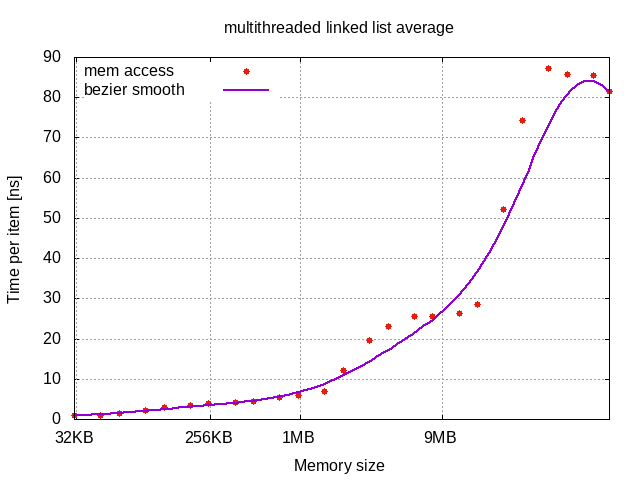 multithreaded linked list average
90
80
70
60
50
40
30
20
10
0
mem access
bezier smooth
Time per item [ns]
32KB 256KB 1MB 9MB
Memory size